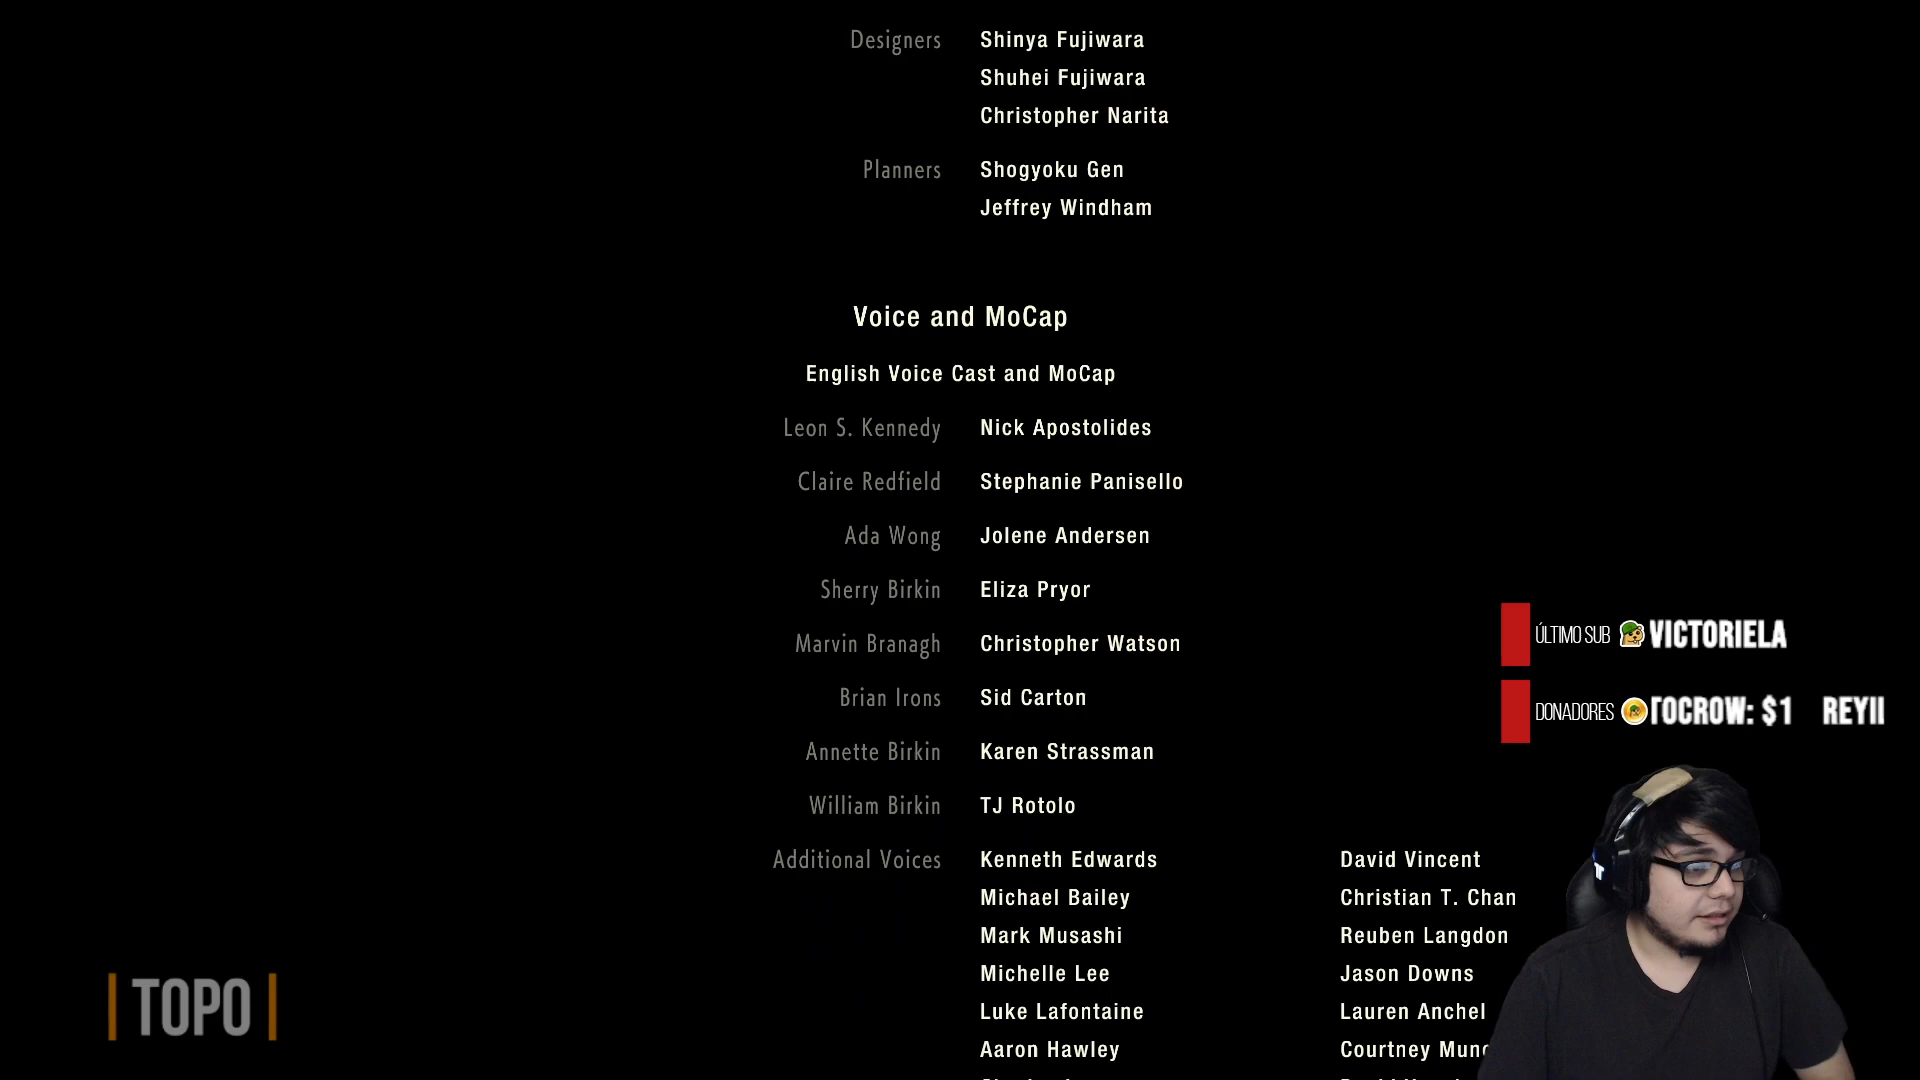 Designers Shinya Fujiwara
Shuhei Fujiwara
Christopher Narita
Planners Shogyoku Gen
Jeffrey Windham
Voice and MoCap
English Voice Cast and MoCap
Leon S. Kennedy Nick Apostolides
Claire Redfield Stephanie Panisello
Ada Wong Jolene Andersen
Sherry Birkin Eliza Pryor
Marvin Branagh Christopher Watson
Brian Irons Sid Carton
Annette Birkin Karen Strassman
William Birkin TJ Rotolo
Additional Voices Kenneth Edwards David Vincent
Michael Bailey Christian T. Chan
Mark Musashi Reuben Langdon
Michelle Lee Jason Downs
Luke Lafontaine Lauren Anchel
Aaron Hawley Courtney
ÚLTIMO SUB VICTORIELA
DONADORES OCROW: $1 REYII
| TOPO |